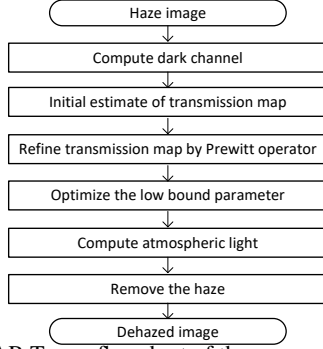 Haze image
Compute dark channel
Initial estimate of transmission map
Refine transmission map by Prewitt operator
Optimize the low bound parameter
Compute atmospheric light
Remove the haze
Dehazed image